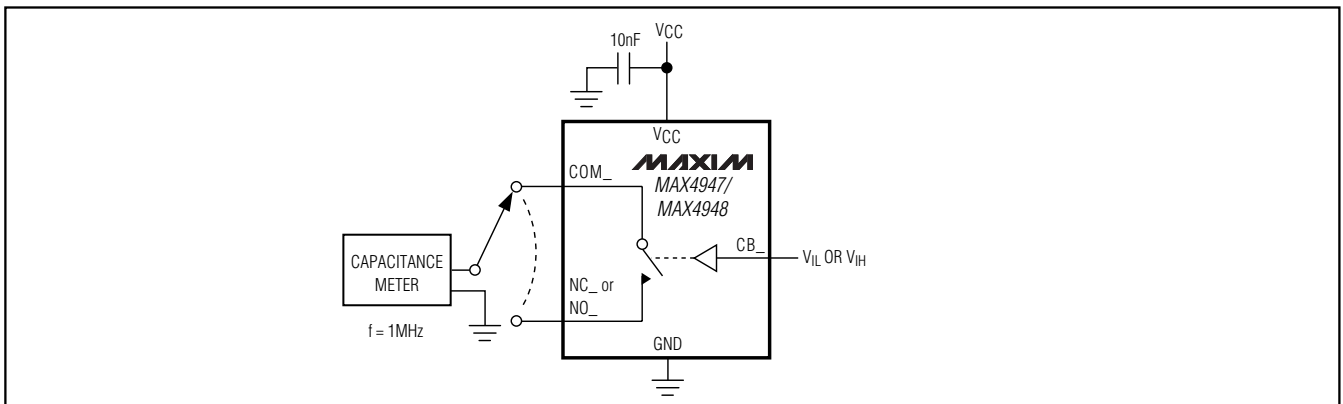 VCC
10nF
VCC
MAXIM
COM_
MAX4947/
MAX4948
CB_
VIL OR VIH
CAPACITANCE
METER
NC_ or
NO_
f = 1MHz
GND